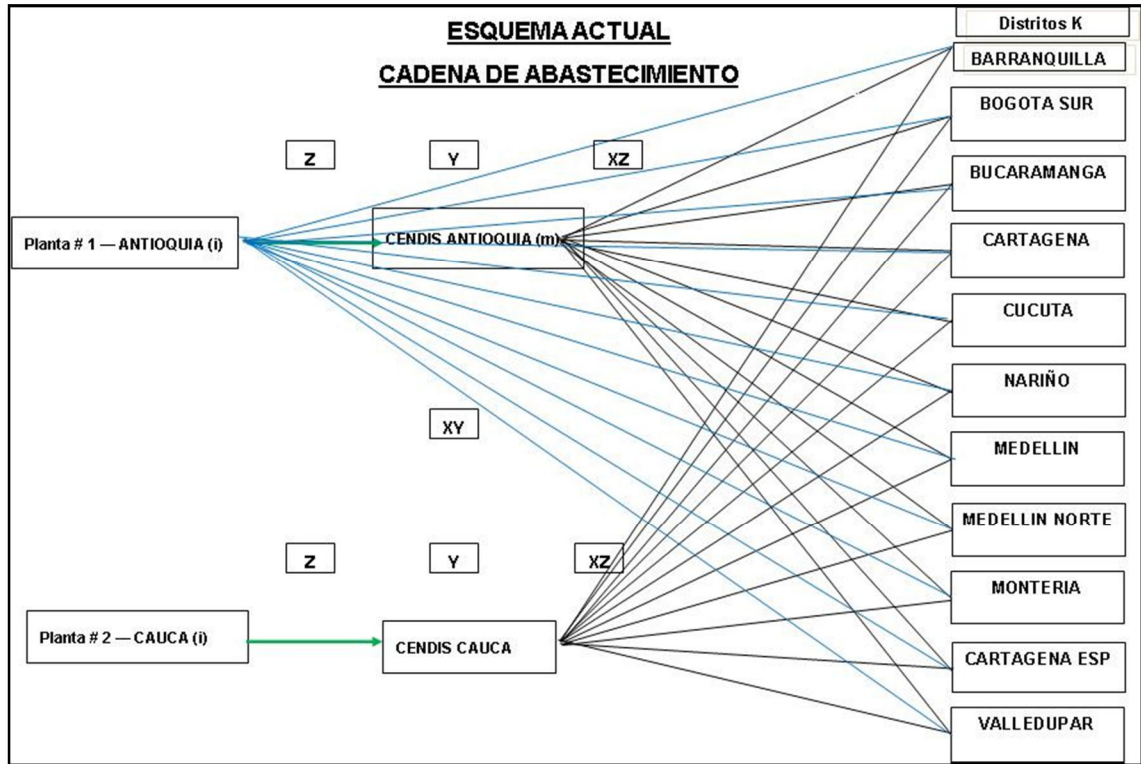 ESQUEMA ACTUAL
CADENA DE ABASTECIMIENTO
Distritos K
BARRANQUILLA
BOGOTA SUR
BUCARAMANGA
CARTAGENA
CUCUTA
NARIÑO
MEDELLIN
MEDELLIN NORTE
MONTERIA
CARTAGENA ESP
VALLEDUPAR
Z
Y
XZ
Planta # 1 — ANTIOQUIA (i)
CENDIS ANTIOQUIA (m)
XY
Z
Y
XZ
Planta # 2 — CAUCA (i)
CENDIS CAUCA